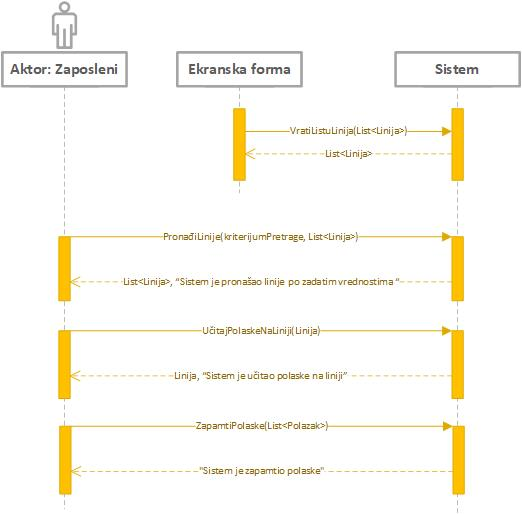 Aktor: Zaposleni
Ekranska forma
Sistem
VratiListuLinija(List<Linija>)
List<Linija>
PronađiLinije(kriterijumPretrage, List<Linija>)
List<Linija>, “Sistem je pronašao linije po zadatim vrednostima “
UčitajPolaskeNaLiniji(Linija)
Linija, “Sistem je učitao polaske na liniji”
ZapamtiPolaske(List<Polazak>)
"Sistem je zapamtio polaske"